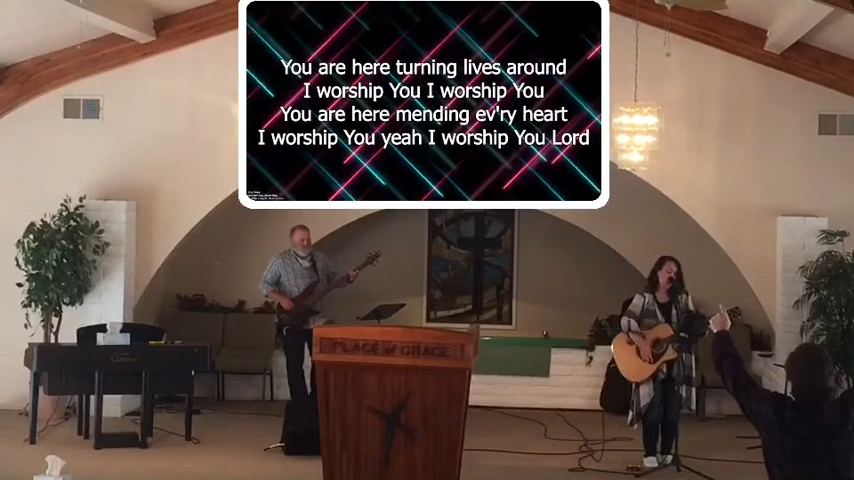 You are here turning lives around
I worship You I worship You
You are here mending ev'ry heart
I worship You yeah I worship You Lord
PLACE of GRACE